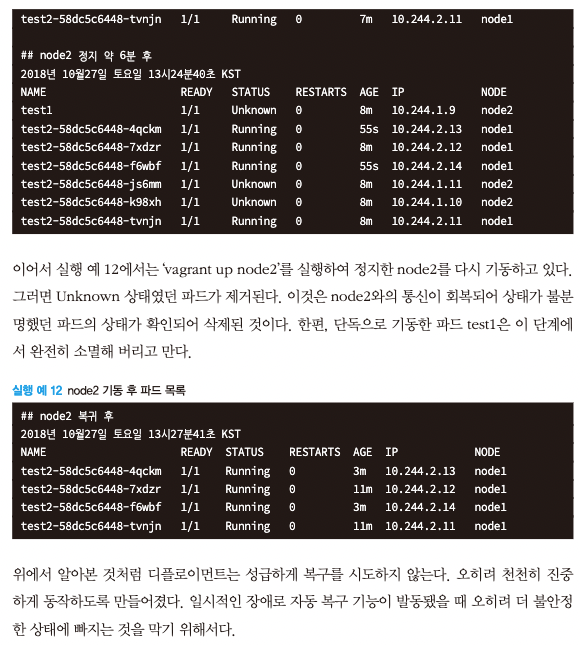 test2-58dc5c6448-tvnjn 1/1 Running 0 7m 10.244.2.11 node1
## node2 정지 약 6분 후
2018년 10월27일 토요일 13시24분40초 KST
NAME READY STATUS RESTARTS AGE IP NODE
test1 1/1 Unknown 0 8m 10.244.1.9 node2
test2-58dc5c6448-4qckm 1/1 Running 0 55s 10.244.2.13 node1
test2-58dc5c6448-7xdzr 1/1 Running 0 8m 10.244.2.12 node1
test2-58dc5c6448-f6wbf 1/1 Running 0 55s 10.244.2.14 node1
test2-58dc5c6448-js6mm 1/1 Unknown 0 8m 10.244.1.11 node2
test2-58dc5c6448-k98xh 1/1 Unknown 0 8m 10.244.1.10 node2
test2-58dc5c6448-tvnjn 1/1 Running 0 8m 10.244.2.11 node1
이어서 실행 예 12에서는 ‘vagrant up node2’를 실행하여 정지한 node2를 다시 기동하고 있다.
그러면 Unknown 상태였던 파드가 제거된다. 이것은 node2와의 통신이 회복되어 상태가 불분
명했던 파드의 상태가 확인되어 삭제된 것이다. 한편, 단독으로 기동한 파드 test1은 이 단계에
서 완전히 소멸해 버리고 만다.
실행 예 12 node2 기동 후 파드 목록
## node2 복귀 후
2018년 10월27일 토요일 13시27분41초 KST
NAME READY STATUS RESTARTS AGE IP NODE
test2-58dc5c6448-4qckm 1/1 Running 0 3m 10.244.2.13 node1
test2-58dc5c6448-7xdzr 1/1 Running 0 11m 10.244.2.12 node1
test2-58dc5c6448-f6wbf 1/1 Running 0 3m 10.244.2.14 node1
test2-58dc5c6448-tvnjn 1/1 Running 0 11m 10.244.2.11 node1
위에서 알아본 것처럼 디플로이먼트는 성급하게 복구를 시도하지 않는다. 오히려 천천히 진중
하게 동작하도록 만들어졌다. 일시적인 장애로 자동 복구 기능이 발동됐을 때 오히려 더 불안정
한 상태에 빠지는 것을 막기 위해서다.